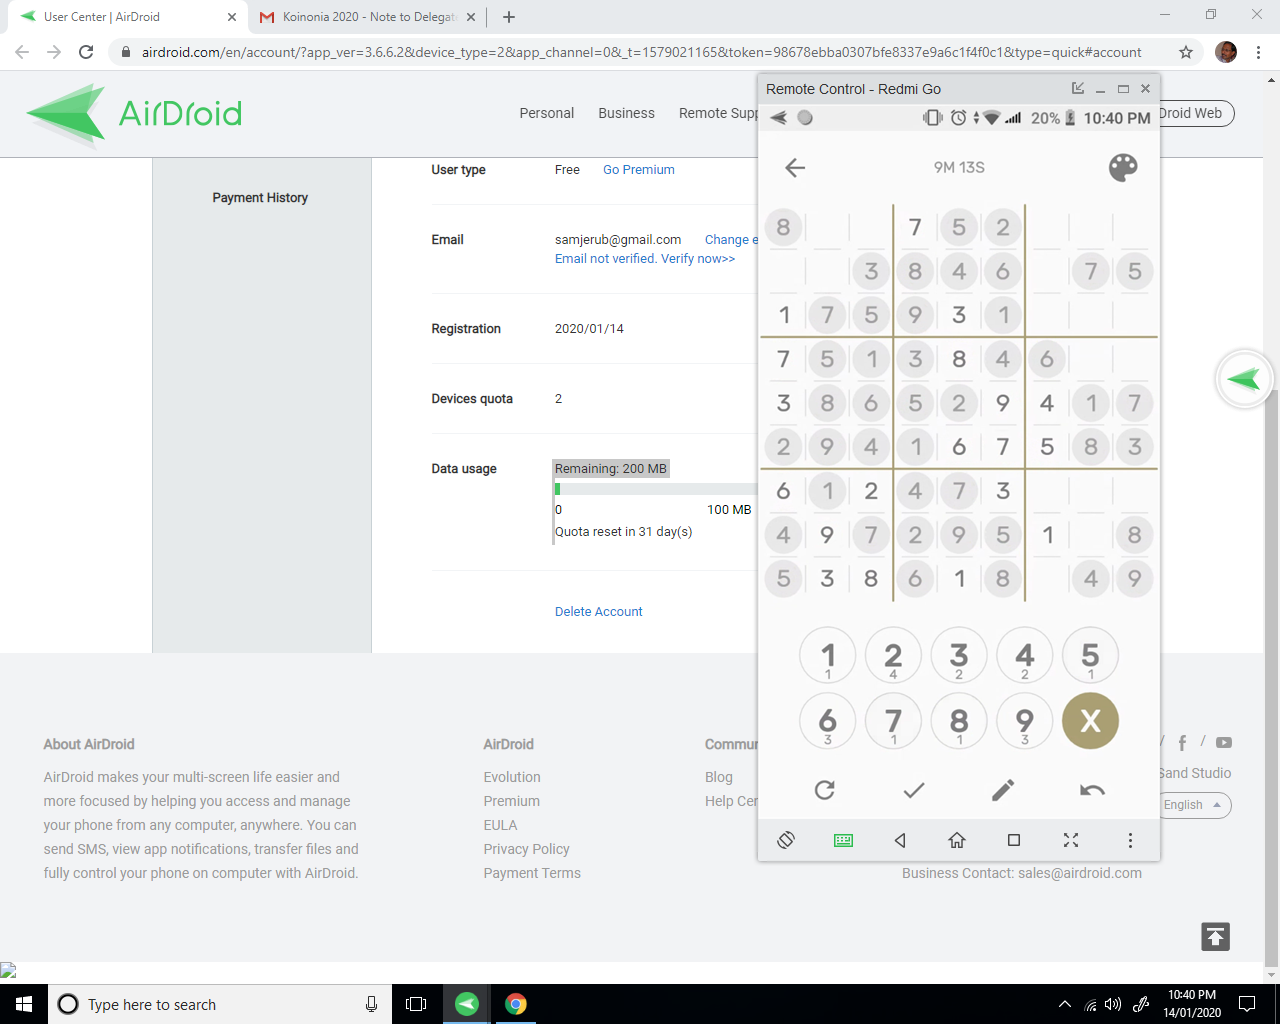 User Center | AirDroid
Koinonia 2020 - Note to Delegat
airdroid.com/en/account/?app_ver=3.6.6.2&device_type=2&app_channel=0&_t=1579021165&token=98678ebba0307bfe8337e9a6c1f4f0c1&type=quick#account
AirDroid
Personal Business Remote Supp
Droid Web
Payment History
User type Free Go Premium
Email samjerub@gmail.com Change e
Email not verified. Verify now>>
Registration 2020/01/14
Devices quota 2
Data usage Remaining: 200 MB
0 100 MB
Quota reset in 31 day(s)
Delete Account
Remote Control - Redmi Go
20% 10:40 PM
9M 13S
8 7 5 2
3 8 4 6 7 5
1 7 5 9 3 1
7 5 1 3 8 4 6
3 8 6 5 2 9 4 1 7
2 9 4 1 6 7 5 8 3
6 1 2 4 7 3
4 9 7 2 9 5 1 8
5 3 8 6 1 8 4 9
1 2 3 4 5
1 4 2 2 1
6 7 8 9 X
3 1 1 3
About AirDroid
AirDroid makes your multi-screen life easier and
more focused by helping you access and manage
your phone from any computer, anywhere. You can
send SMS, view app notifications, transfer files and
fully control your phone on computer with AirDroid.
AirDroid
Evolution
Premium
EULA
Privacy Policy
Payment Terms
Commun
Blog
Help Cen
/ f /
Sand Studio
English
Business Contact: sales@airdroid.com
Type here to search
10:40 PM
14/01/2020